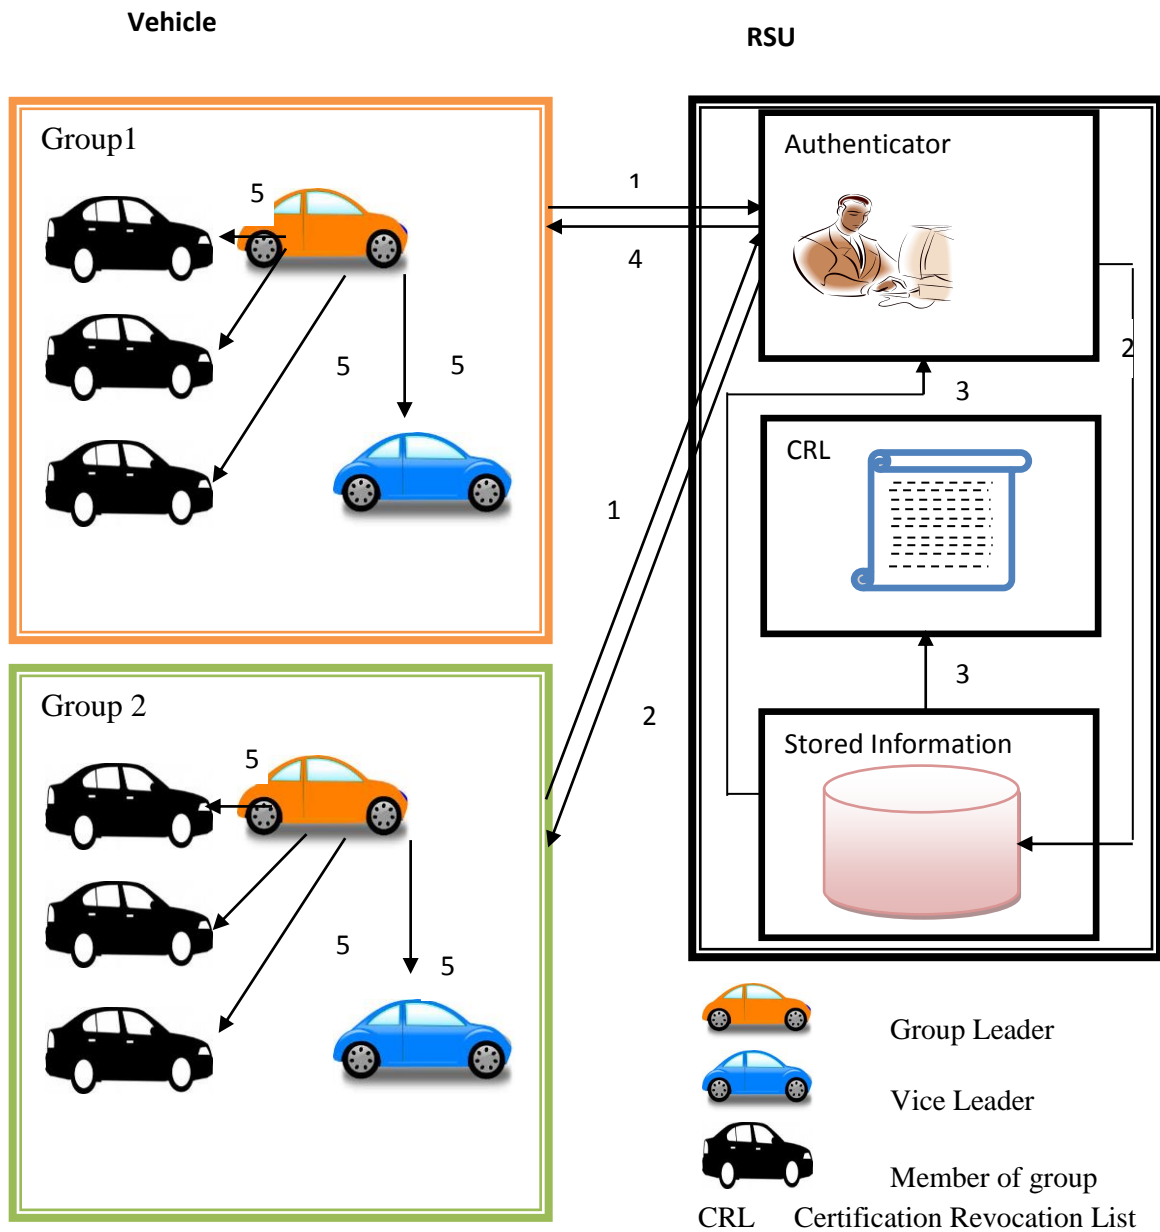 Vehicle
RSU
Group1
5
5
5
1
4
Authenticator
2
3
CRL
3
Stored Information
1
2
Group 2
5
5
5
Group Leader
Vice Leader
Member of group
CRL Certification Revocation List